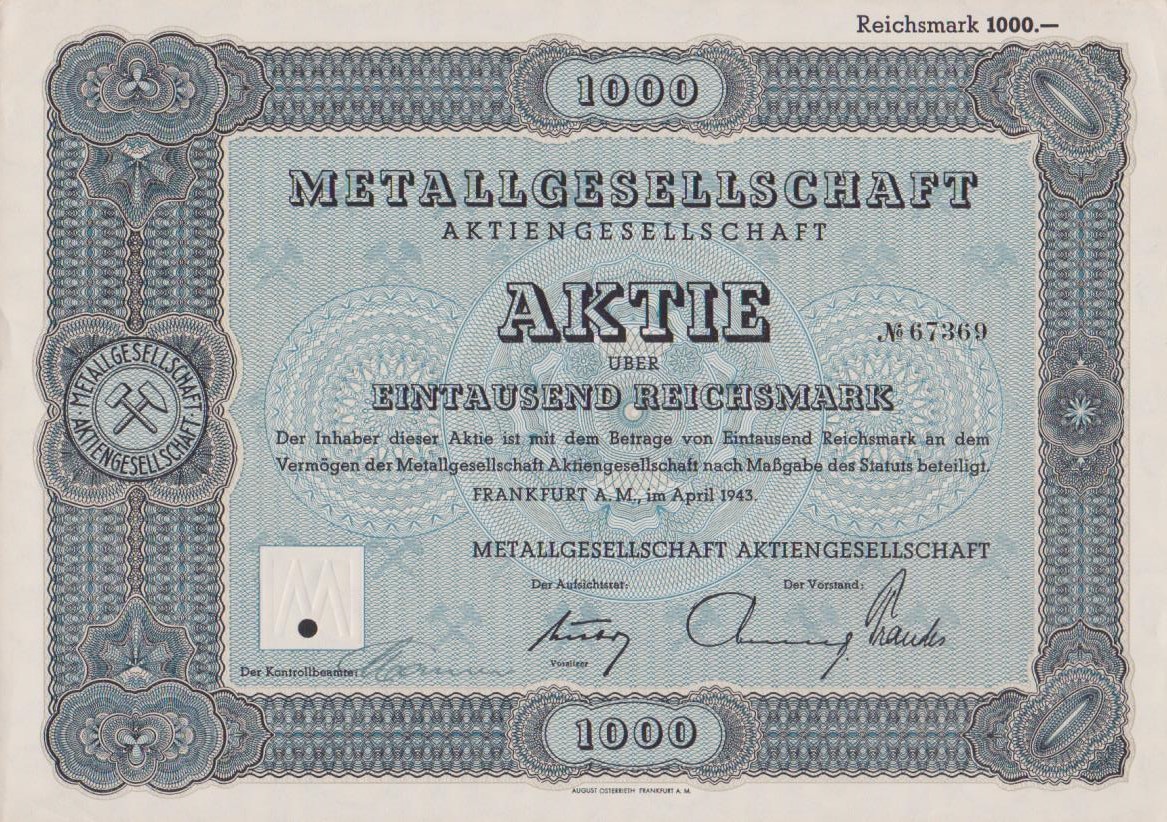 Reichsmark 1000.—
1000
METALLGESELLSCHAFT
AKTIENGESELLSCHAFT
AKTIE
№ 67369
ÜBER
EINTAUSEND REICHSMARK
Der Inhaber dieser Aktie ist mit dem Betrage von Eintausend Reichsmark an dem
Vermögen der Metallgesellschaft Aktiengesellschaft nach Maßgabe des Statuts beteiligt.
FRANKFURT A. M., im April 1943.
METALLGESELLSCHAFT AKTIENGESELLSCHAFT
· METALLGESELLSCHAFT ·
AKTIENGESELLSCHAFT
Der Aufsichtsrat: Der Vorstand:
M
Vorsitzer
Der Kontrollbeamte:
1000
AUGUST OSTERRIETH FRANKFURT A. M.